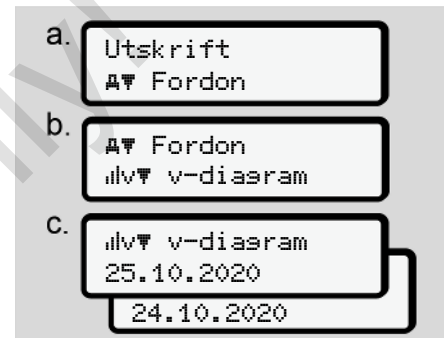 a.
Utskrift
Fordon
b.
Fordon
v-diagram
c.
v-diagram
25.10.2020
24.10.2020